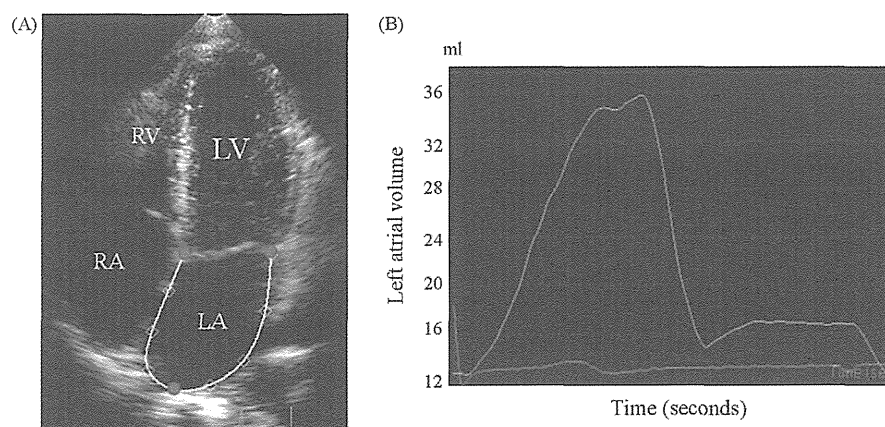 (A)
RV
LV
RA
LA
(B)
ml
Left atrial volume
36
32
28
24
20
16
12
Time (seconds)